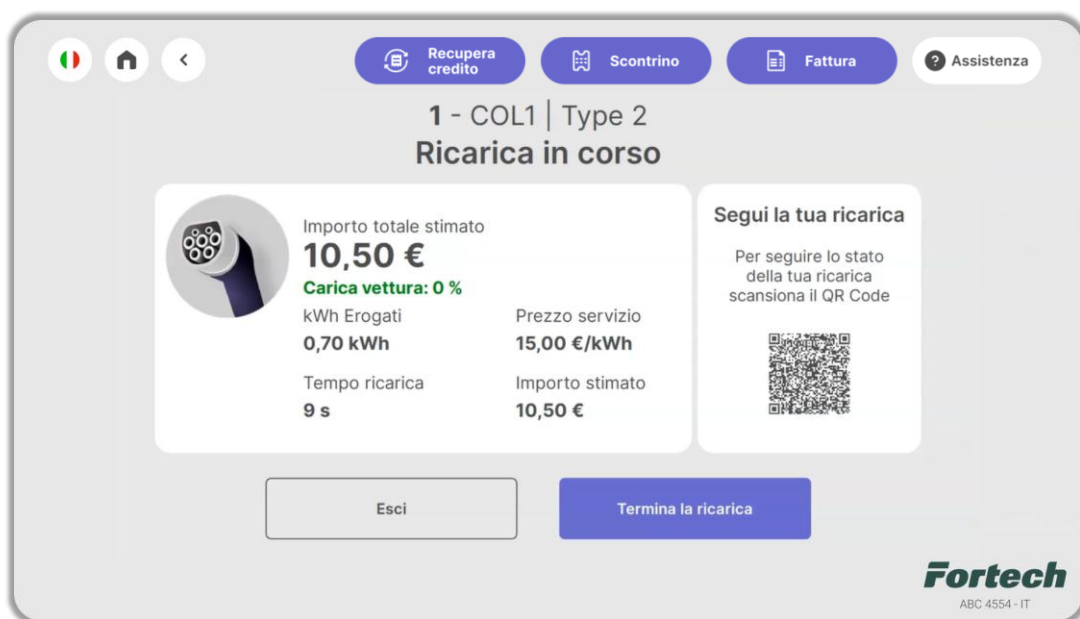 Recupera
credito
Scontrino
Fattura
? Assistenza
1 - COL1 | Type 2
Ricarica in corso
Importo totale stimato
10,50 €
Carica vettura: 0 %
kWh Erogati
Prezzo servizio
0,70 kWh
15,00 €/kWh
Tempo ricarica
Importo stimato
9 s
10,50 €
Segui la tua ricarica
Per seguire lo stato
della tua ricarica
scansiona il QR Code
Esci
Termina la ricarica
Fortech
ABC 4554 - IT